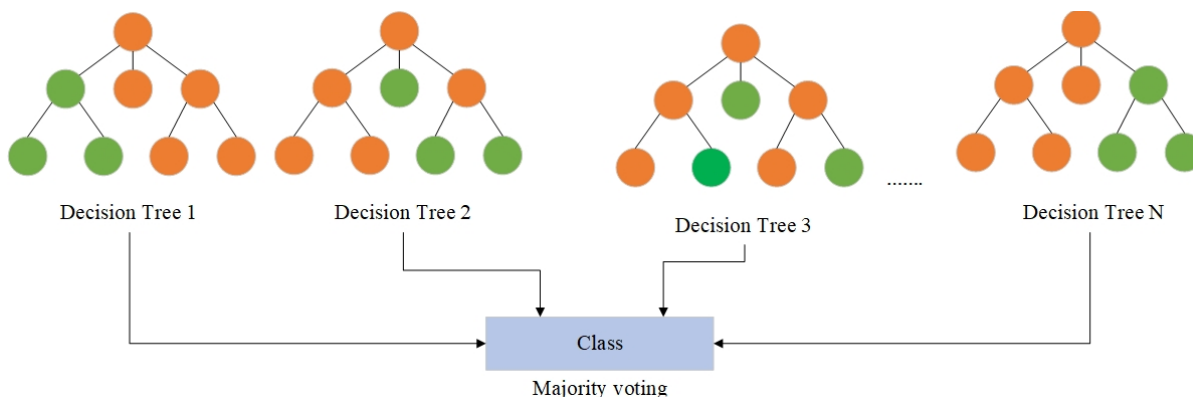 .......
Decision Tree 1
Decision Tree 2
Decision Tree 3
Decision Tree N
Class
Majority voting